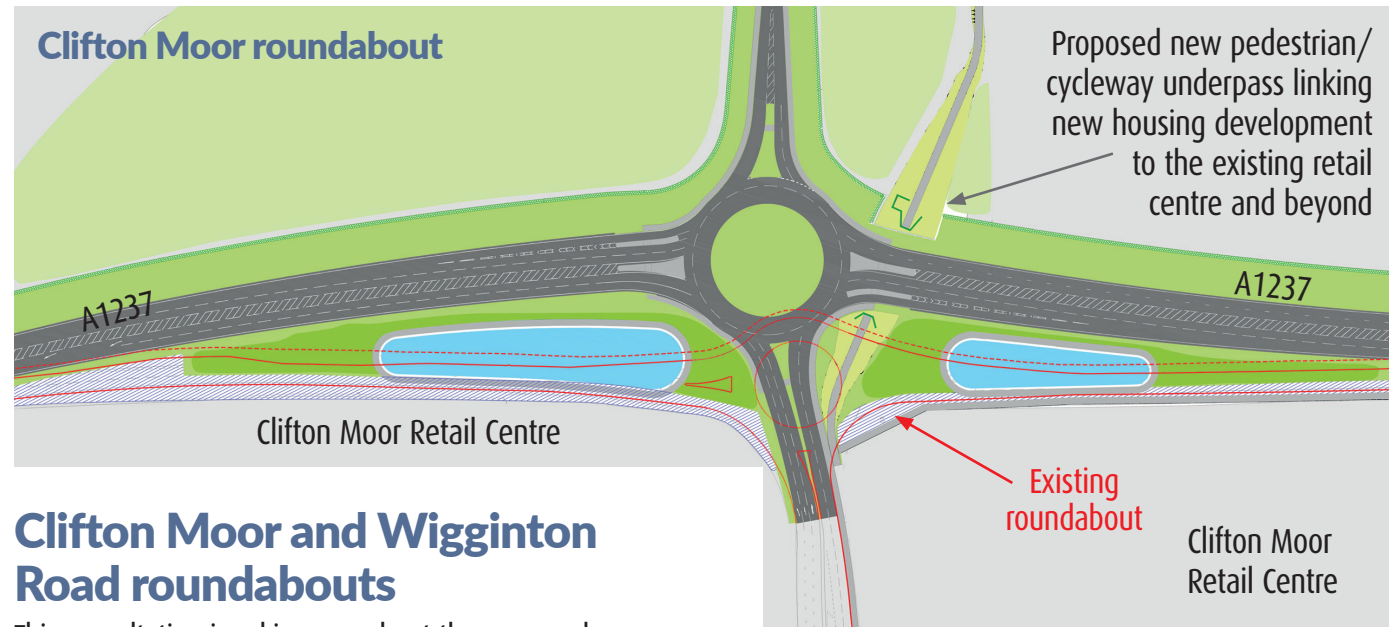 Clifton Moor roundabout
Proposed new pedestrian/
cycleway underpass linking
new housing development
to the existing retail
centre and beyond
A1237
A1237
Clifton Moor Retail Centre
Existing
roundabout
Clifton Moor
Retail Centre
Clifton Moor and Wigginton
Road roundabouts